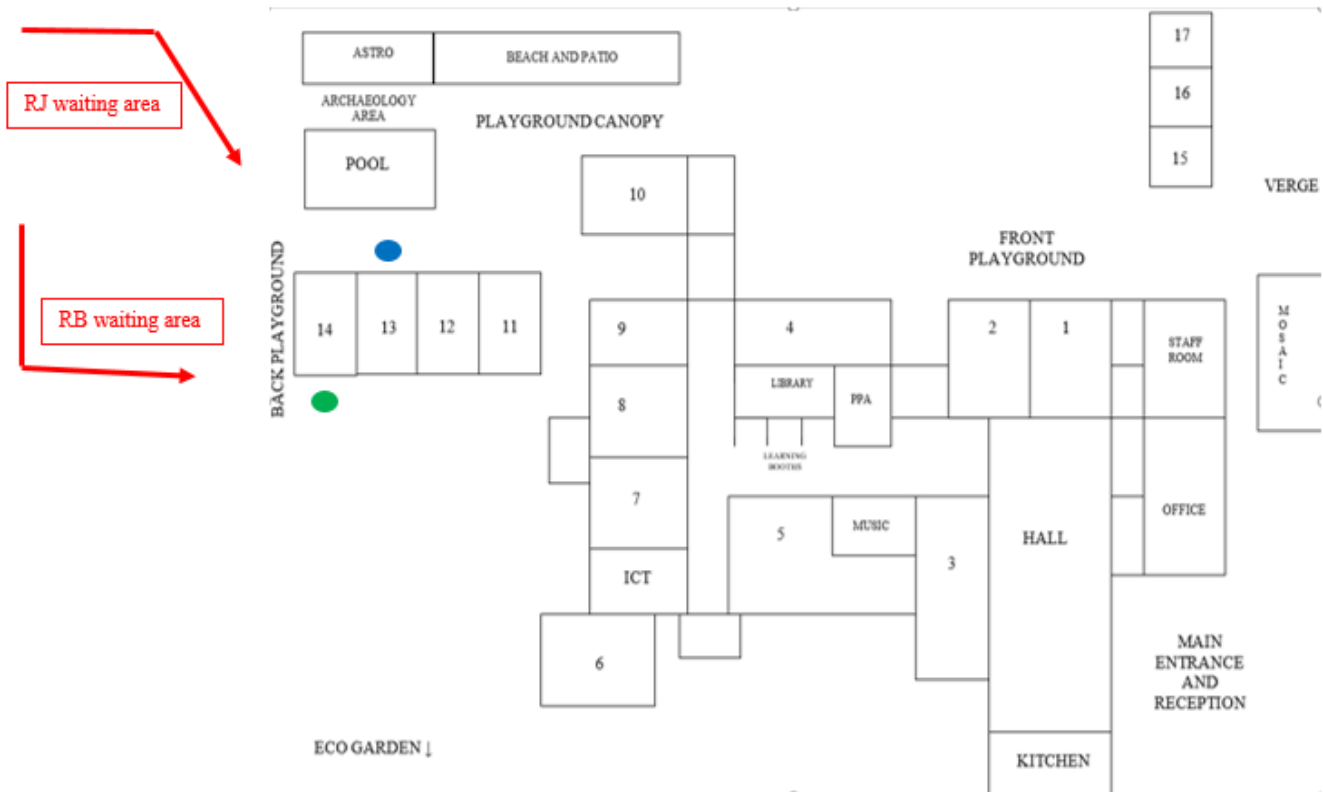 RJ waiting area
RB waiting area
ASTRO
BEACH AND PATIO
ARCHAEOLOGY
AREA
PLAYGROUND CANOPY
POOL
BACK PLAYGROUND
14
13
12
11
10
9
8
7
ICT
6
4
LIBRARY
PPA
LEARNING
BOOTHS
5
MUSIC
3
2
1
FRONT
PLAYGROUND
17
16
15
VERGE
STAFF
ROOM
MOSAIC
OFFICE
HALL
MAIN
ENTRANCE
AND
RECEPTION
KITCHEN
ECO GARDEN ↓